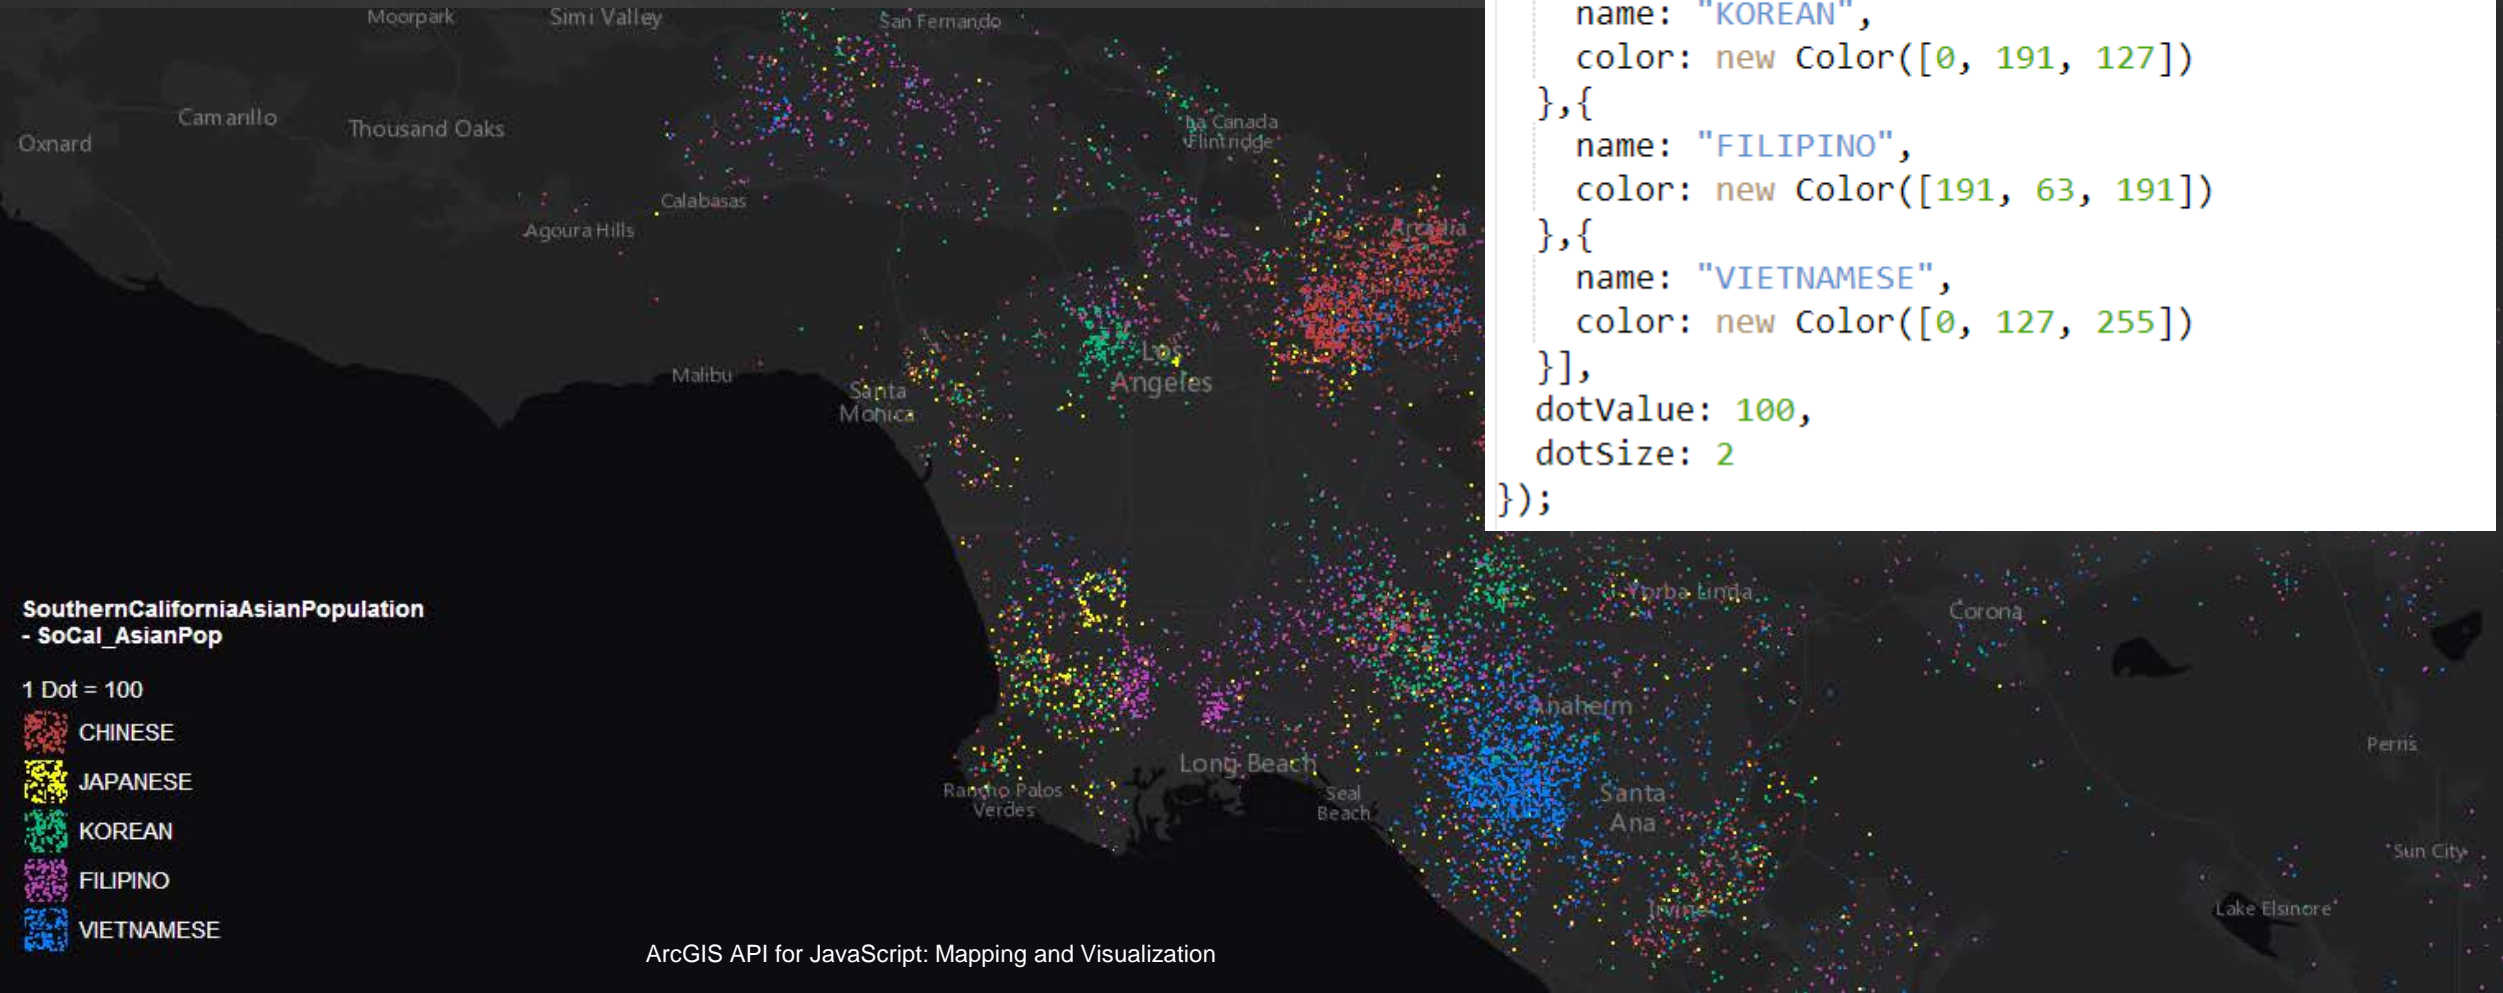 Moorpark
Simi Valley
San Fernando
Oxnard
Camarillo
Thousand Oaks
La Canada
Flintridge
Calabasas
Agoura Hills
Arcadia
Malibu
Santa
Monica
Los
Angeles
name: "KOREAN",
color: new Color([0, 191, 127])
},{
name: "FILIPINO",
color: new Color([191, 63, 191])
},{
name: "VIETNAMESE",
color: new Color([0, 127, 255])
}],
dotValue: 100,
dotSize: 2
});
Yorba Linda
Corona
Anaheim
Perris
Long Beach
Rancho Palos
Verdes
Seal
Beach
Santa
Ana
Sun City
Irvine
Lake Elsinore
SouthernCaliforniaAsianPopulation
- SoCal_AsianPop
1 Dot = 100
CHINESE
JAPANESE
KOREAN
FILIPINO
VIETNAMESE
ArcGIS API for JavaScript: Mapping and Visualization